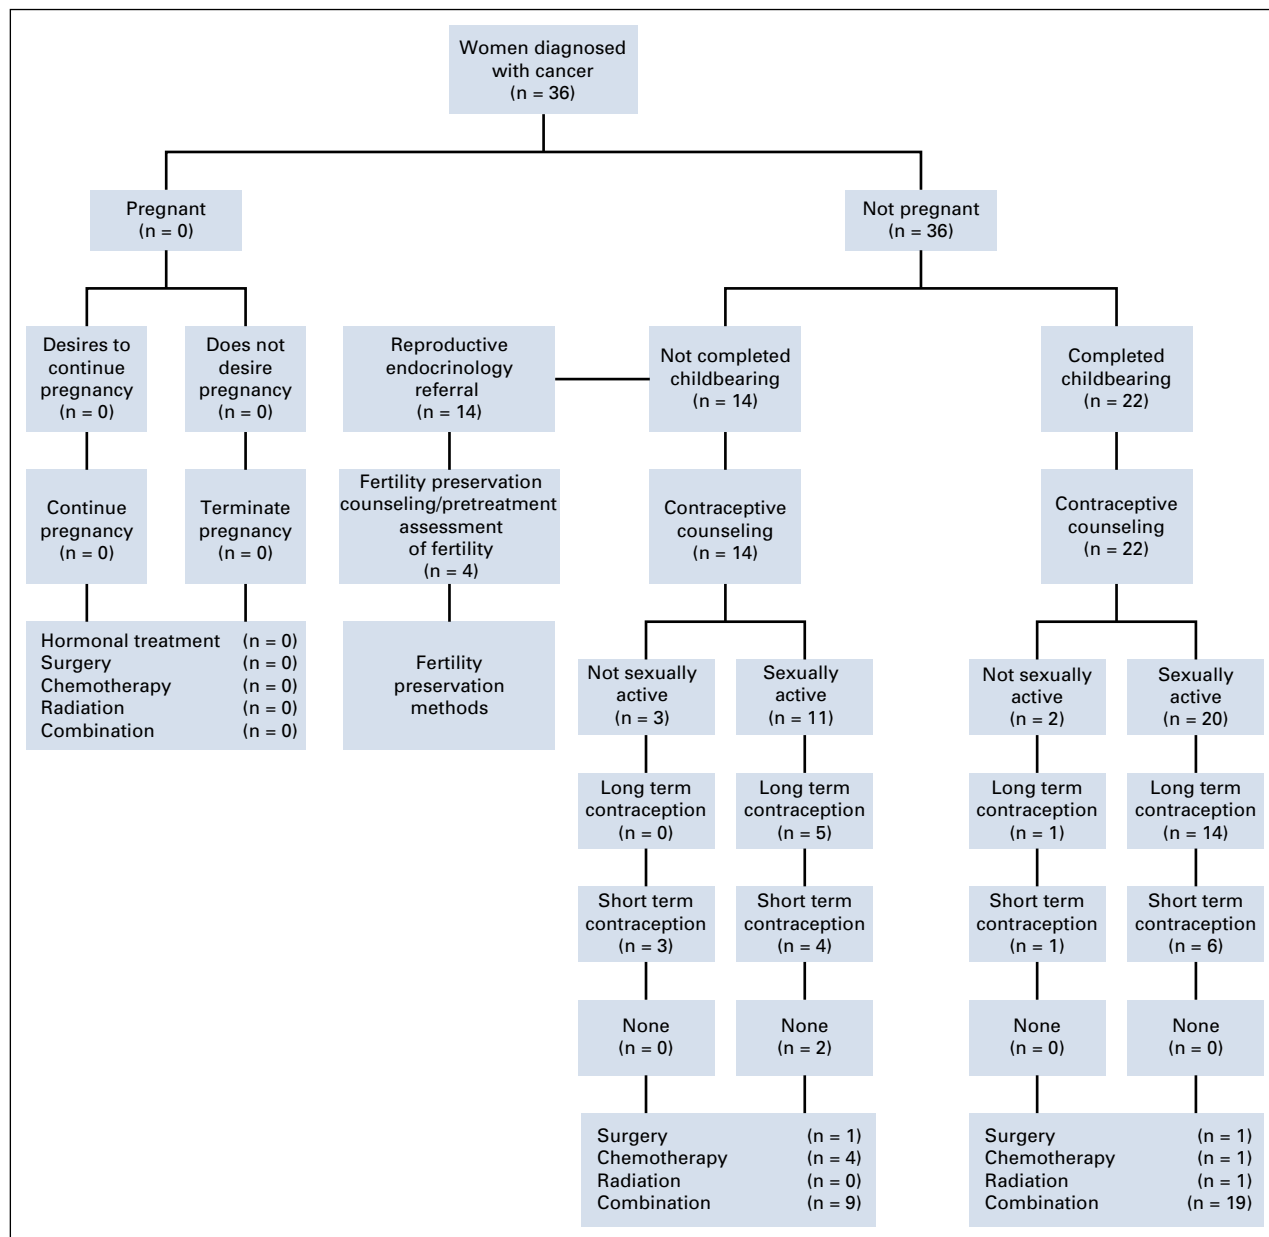 Women diagnosed
with cancer
(n = 36)
Pregnant
(n = 0)
Not pregnant
(n = 36)
Desires to
continue
pregnancy
(n = 0)
Does not
desire
pregnancy
(n = 0)
Reproductive
endocrinology
referral
(n = 14)
Not completed
childbearing
(n = 14)
Completed
childbearing
(n = 22)
Continue
pregnancy
(n = 0)
Terminate
pregnancy
(n = 0)
Fertility preservation
counseling/pretreatment
assessment
of fertility
(n = 4)
Contraceptive
counseling
(n = 14)
Contraceptive
counseling
(n = 22)
Hormonal treatment (n = 0)
Surgery (n = 0)
Chemotherapy (n = 0)
Radiation (n = 0)
Combination (n = 0)
Fertility
preservation
methods
Not sexually
active
(n = 3)
Sexually
active
(n = 11)
Not sexually
active
(n = 2)
Sexually
active
(n = 20)
Long term
contraception
(n = 0)
Long term
contraception
(n = 5)
Long term
contraception
(n = 1)
Long term
contraception
(n = 14)
Short term
contraception
(n = 3)
Short term
contraception
(n = 4)
Short term
contraception
(n = 1)
Short term
contraception
(n = 6)
None
(n = 0)
None
(n = 2)
None
(n = 0)
None
(n = 0)
Surgery (n = 1)
Chemotherapy (n = 4)
Radiation (n = 0)
Combination (n = 9)
Surgery (n = 1)
Chemotherapy (n = 1)
Radiation (n = 1)
Combination (n = 19)